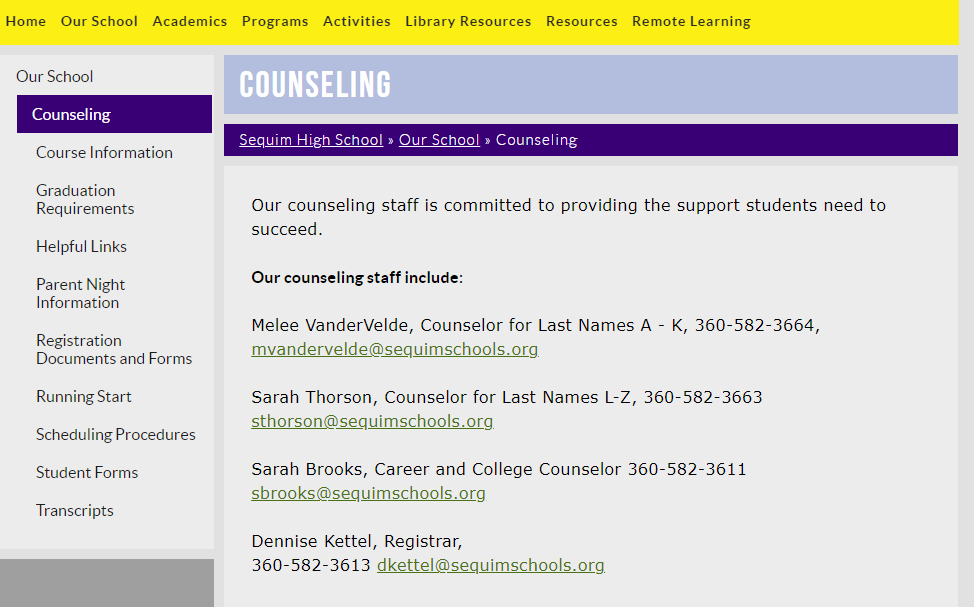 Home Our School Academics Programs Activities Library Resources Resources Remote Learning
Our School
Counseling
Course Information
Graduation
Requirements
Helpful Links
Parent Night
Information
Registration
Documents and Forms
Running Start
Scheduling Procedures
Student Forms
Transcripts
COUNSELING
Sequim High School » Our School » Counseling
Our counseling staff is committed to providing the support students need to
succeed.
Our counseling staff include:
Melee VanderVelde, Counselor for Last Names A - K, 360-582-3664,
mvandervelde@sequimschools.org
Sarah Thorson, Counselor for Last Names L-Z, 360-582-3663
sthorson@sequimschools.org
Sarah Brooks, Career and College Counselor 360-582-3611
sbrooks@sequimschools.org
Dennise Kettel, Registrar,
360-582-3613 dkettel@sequimschools.org